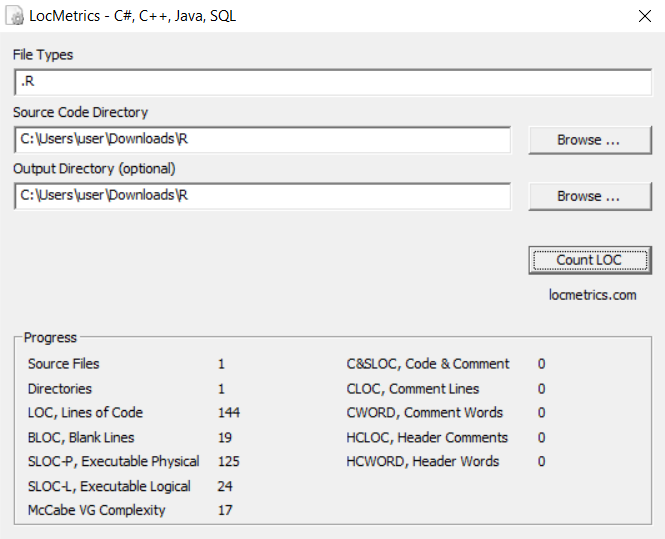 LocMetrics - C#, C++, Java, SQL
File Types
.R
Source Code Directory
C:\Users\user\Downloads\R
Browse ...
Output Directory (optional)
C:\Users\user\Downloads\R
Browse ...
Count LOC
locmetrics.com
Progress
Source Files 1 C&SLOC, Code & Comment 0
Directories 1 CLOC, Comment Lines 0
LOC, Lines of Code 144 CWORD, Comment Words 0
BLOC, Blank Lines 19 HCLOC, Header Comments 0
SLOC-P, Executable Physical 125 HCWORD, Header Words 0
SLOC-L, Executable Logical 24
McCabe VG Complexity 17